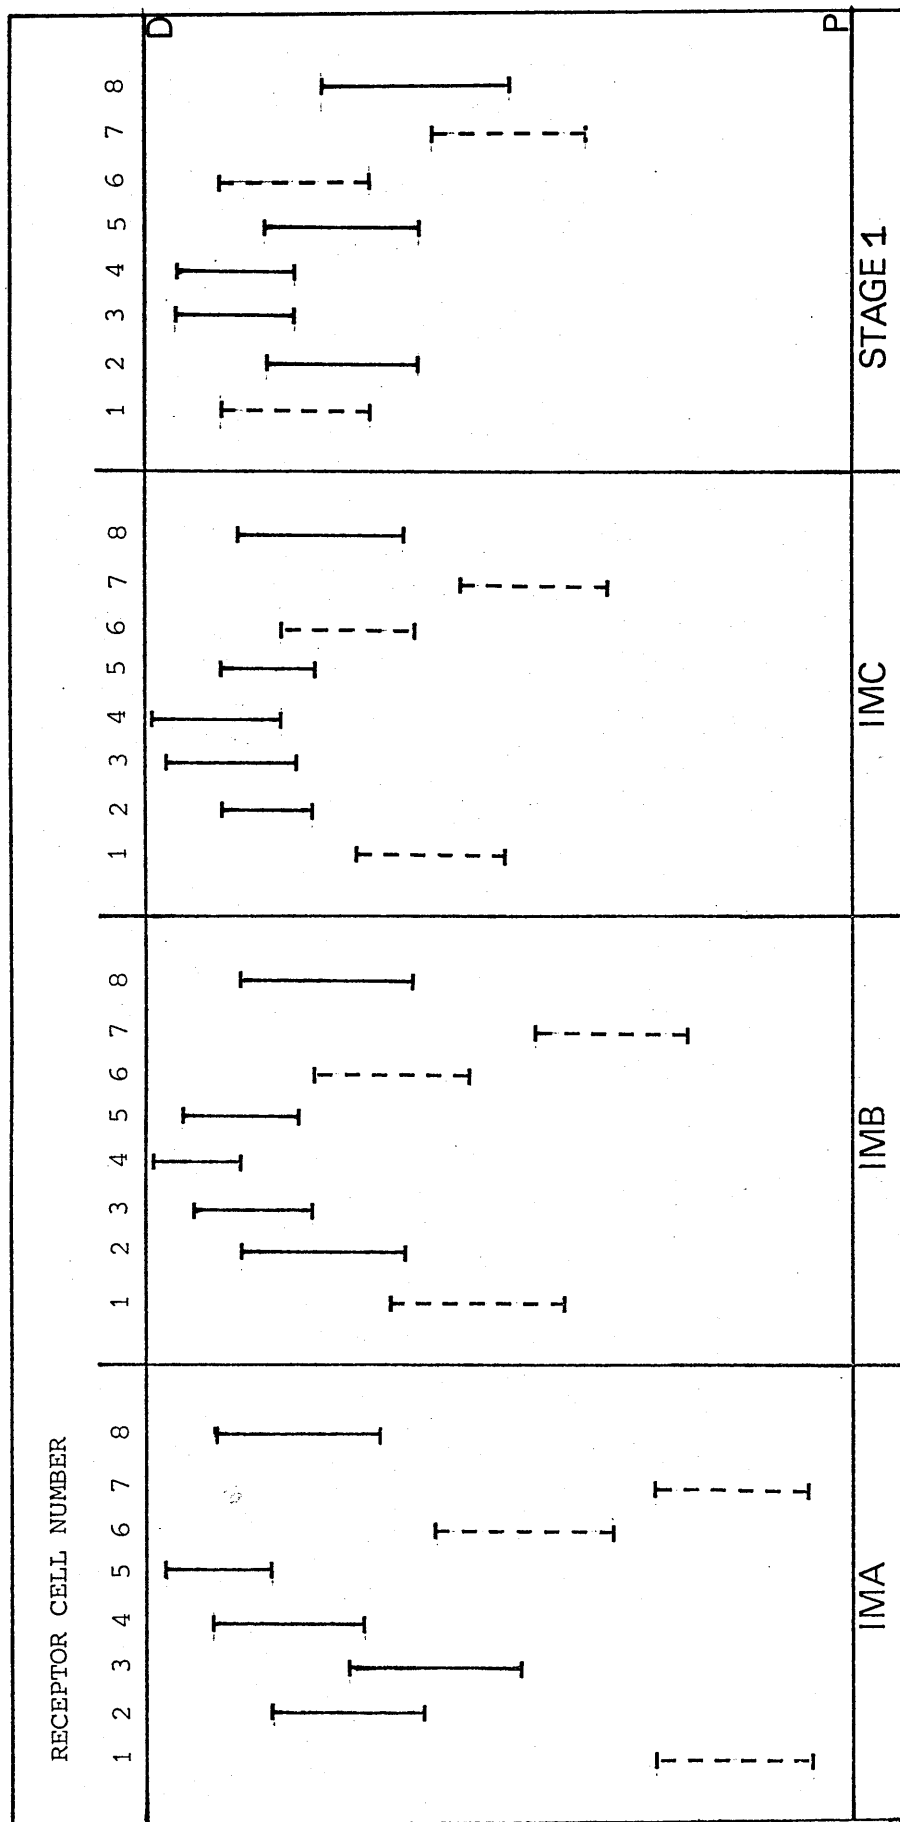 RECEPTOR CELL NUMBER
1 2 3 4 5 6 7 8 1 2 3 4 5 6 7 8 1 2 3 4 5 6 7 8 1 2 3 4 5 6 7 8
D
P
IMA IMB IMC STAGE 1